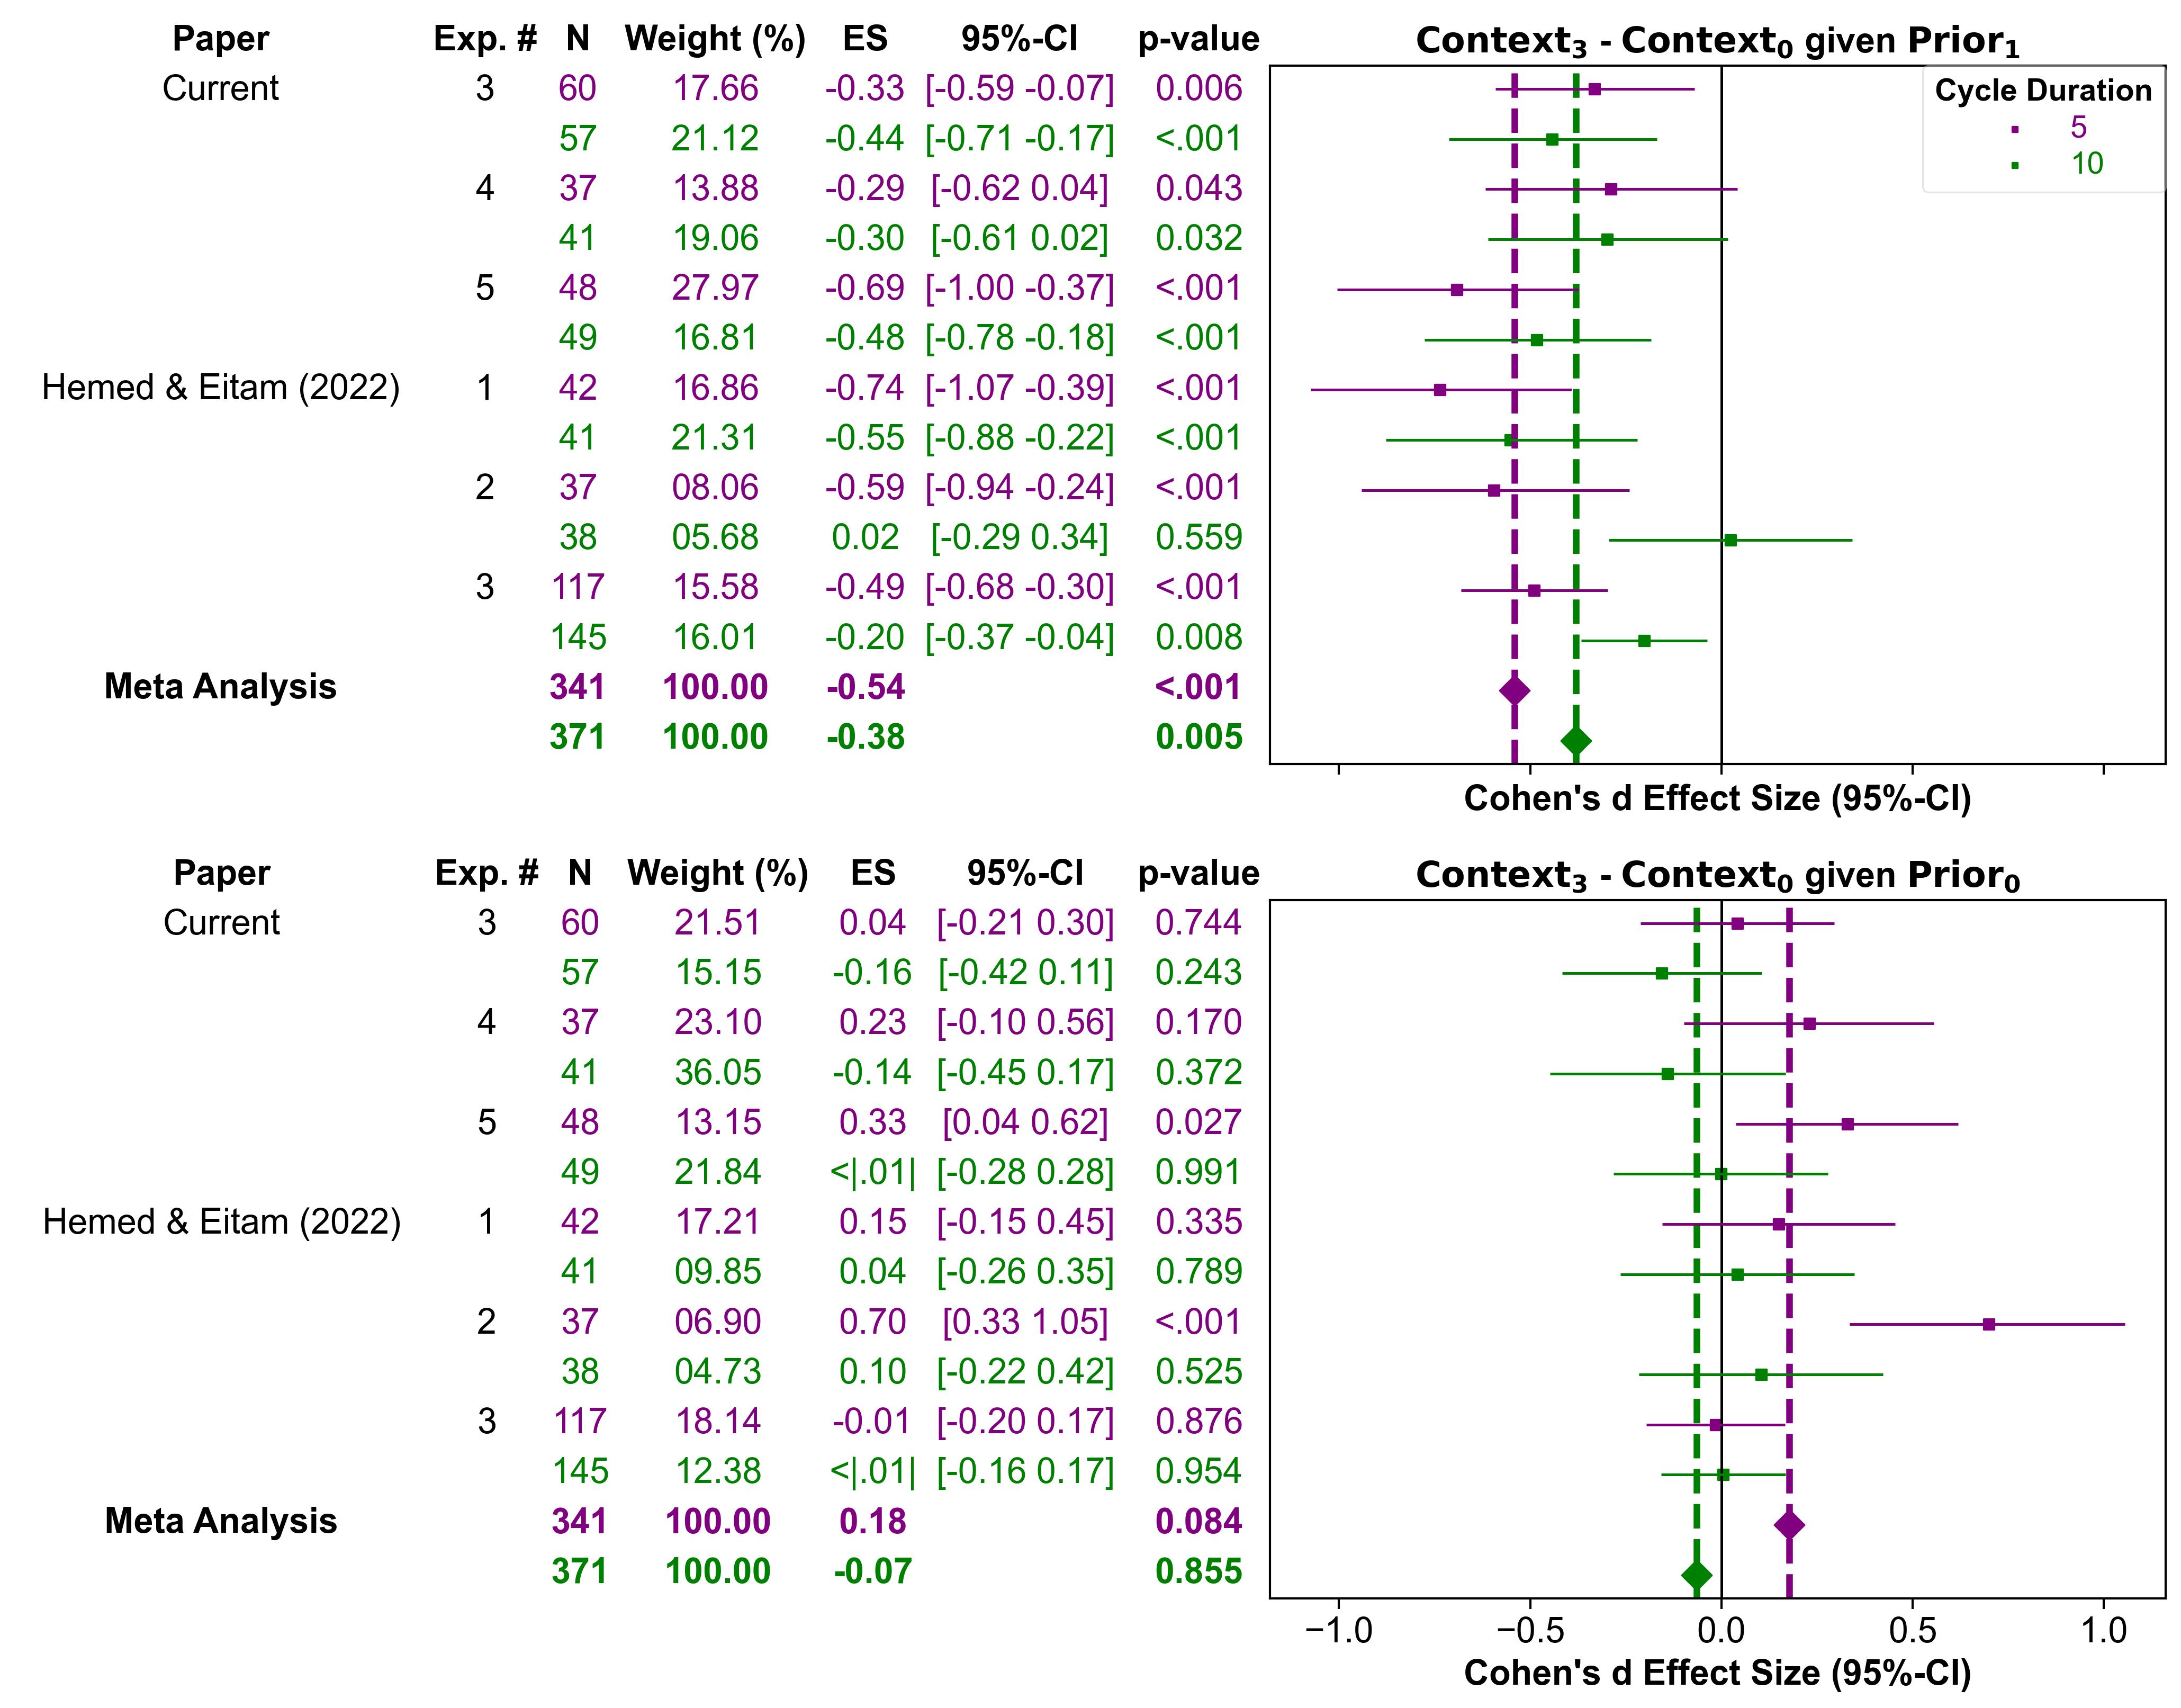 Paper Exp. # N Weight (%) ES 95%-CI p-value Context₃ - Context₀ given Prior₁
Current 3 60 17.66 -0.33 [-0.59 -0.07] 0.006
57 21.12 -0.44 [-0.71 -0.17] <.001
4 37 13.88 -0.29 [-0.62 0.04] 0.043
41 19.06 -0.30 [-0.61 0.02] 0.032
5 48 27.97 -0.69 [-1.00 -0.37] <.001
49 16.81 -0.48 [-0.78 -0.18] <.001
Hemed & Eitam (2022) 1 42 16.86 -0.74 [-1.07 -0.39] <.001
41 21.31 -0.55 [-0.88 -0.22] <.001
2 37 08.06 -0.59 [-0.94 -0.24] <.001
38 05.68 0.02 [-0.29 0.34] 0.559
3 117 15.58 -0.49 [-0.68 -0.30] <.001
145 16.01 -0.20 [-0.37 -0.04] 0.008
Meta Analysis 341 100.00 -0.54 <.001
371 100.00 -0.38 0.005
Cycle Duration
5
10
Cohen's d Effect Size (95%-CI)
Paper Exp. # N Weight (%) ES 95%-CI p-value Context₃ - Context₀ given Prior₀
Current 3 60 21.51 0.04 [-0.21 0.30] 0.744
57 15.15 -0.16 [-0.42 0.11] 0.243
4 37 23.10 0.23 [-0.10 0.56] 0.170
41 36.05 -0.14 [-0.45 0.17] 0.372
5 48 13.15 0.33 [0.04 0.62] 0.027
49 21.84 <|.01| [-0.28 0.28] 0.991
Hemed & Eitam (2022) 1 42 17.21 0.15 [-0.15 0.45] 0.335
41 09.85 0.04 [-0.26 0.35] 0.789
2 37 06.90 0.70 [0.33 1.05] <.001
38 04.73 0.10 [-0.22 0.42] 0.525
3 117 18.14 -0.01 [-0.20 0.17] 0.876
145 12.38 <|.01| [-0.16 0.17] 0.954
Meta Analysis 341 100.00 0.18 0.084
371 100.00 -0.07 0.855
−1.0 −0.5 0.0 0.5 1.0
Cohen's d Effect Size (95%-CI)